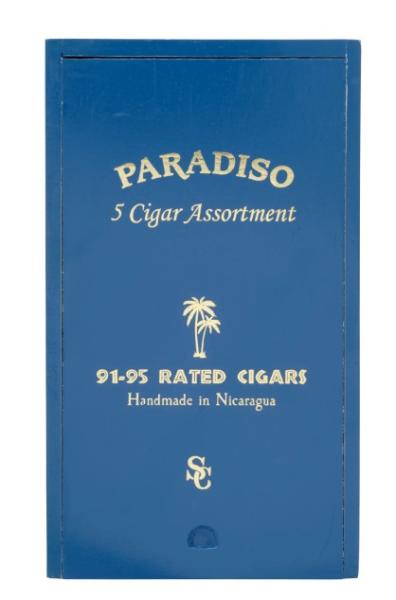 PARADISO
5 Cigar Assortment
91-95 RATED CIGARS
Handmade in Nicaragua
SC